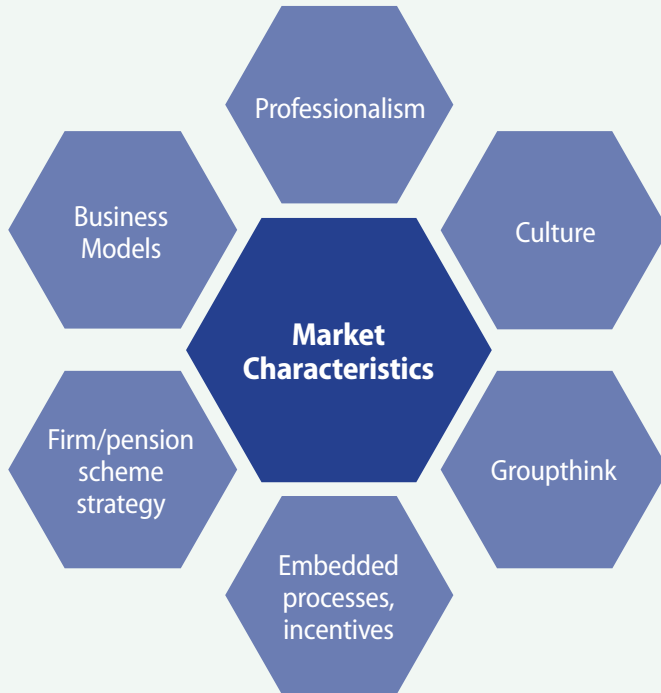 Professionalism
Business
Models
Culture
Market
Characteristics
Firm/pension
scheme
strategy
Groupthink
Embedded
processes,
incentives